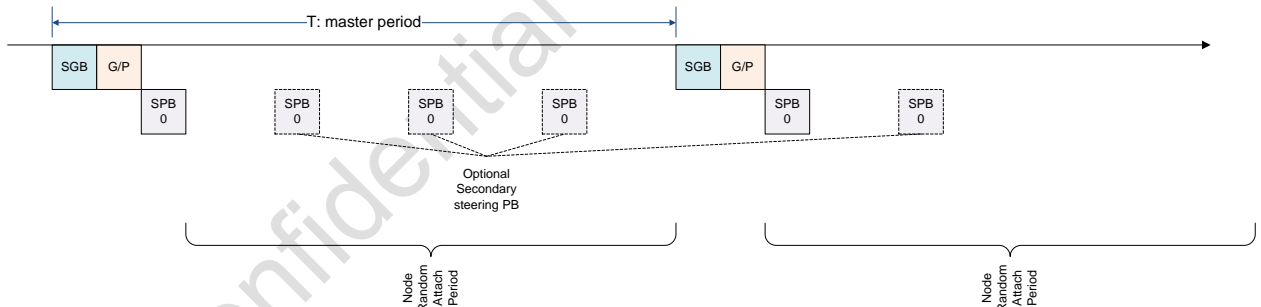 T: master period
SGB
G/P
SGB
G/P
SPB
0
SPB
0
SPB
0
SPB
0
SPB
0
SPB
0
Optional
Secondary
steering PB
Node
Random
Attach
Period
Node
Random
Attach
Period
onfidential